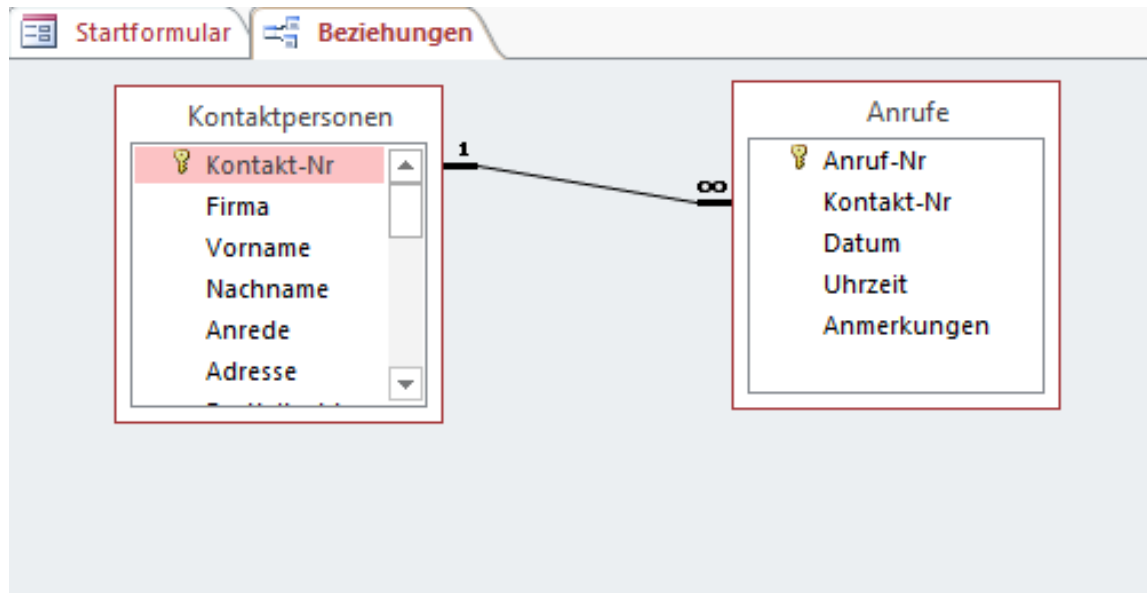 Startformular
Beziehungen
Kontaktpersonen
Kontakt-Nr
Firma
Vorname
Nachname
Anrede
Adresse
1
∞
Anrufe
Anruf-Nr
Kontakt-Nr
Datum
Uhrzeit
Anmerkungen